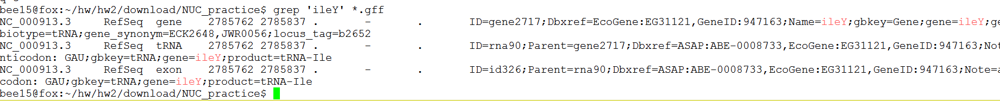 bee15@fox:~/hw/hw2/download/NUC_practice$ grep 'ileY' *.gff
NC_000913.3     RefSeq  gene    2785762 2785837 .       -       .       ID=gene2717;Dbxref=EcoGene:EG31121,GeneID:947163;Name=ileY;gbkey=Gene;gene=ileY;ge
biotype=tRNA;gene_synonym=ECK2648,JWR0056;locus_tag=b2652
NC_000913.3     RefSeq  tRNA    2785762 2785837 .       -       .       ID=rna90;Parent=gene2717;Dbxref=ASAP:ABE-0008733,EcoGene:EG31121,GeneID:947163;Not
nticodon: GAU;gbkey=tRNA;gene=ileY;product=tRNA-Ile
NC_000913.3     RefSeq  exon    2785762 2785837 .       -       .       ID=id326;Parent=rna90;Dbxref=ASAP:ABE-0008733,EcoGene:EG31121,GeneID:947163;Note=a
codon: GAU;gbkey=tRNA;gene=ileY;product=tRNA-Ile
bee15@fox:~/hw/hw2/download/NUC_practice$